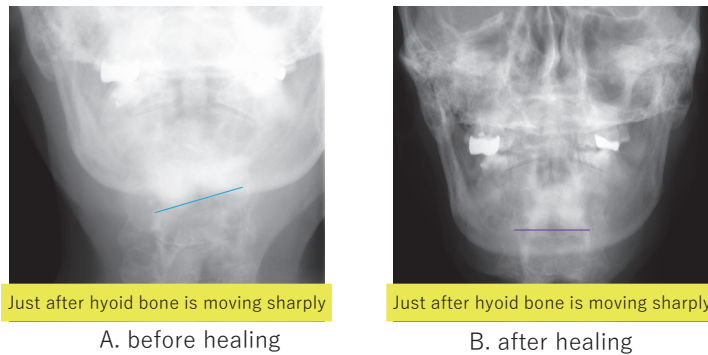 Just after hyoid bone is moving sharply
Just after hyoid bone is moving sharply
A. before healing
B. after healing